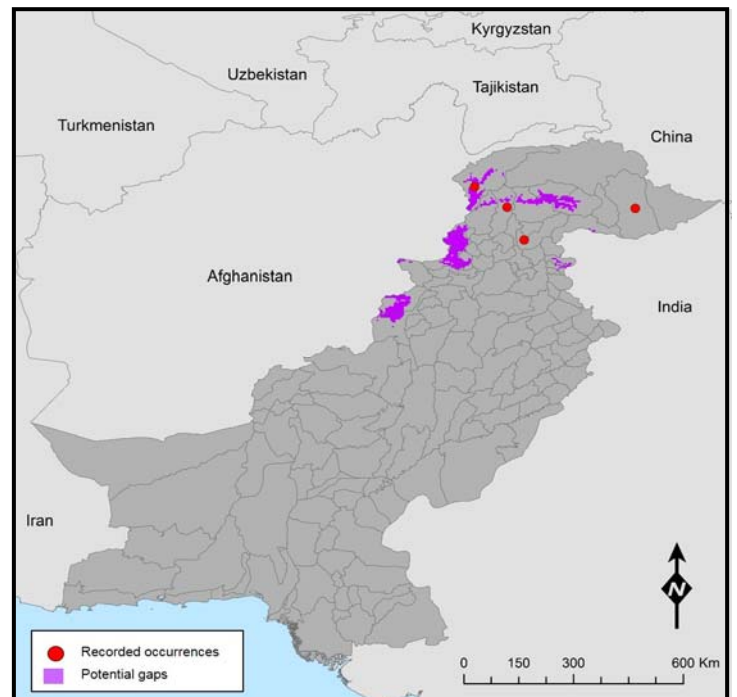 Kyrgyzstan
Uzbekistan
Tajikistan
Turkmenistan
China
Afghanistan
India
Iran
N
Recorded occurrences
Potential gaps
0 150 300 600 Km